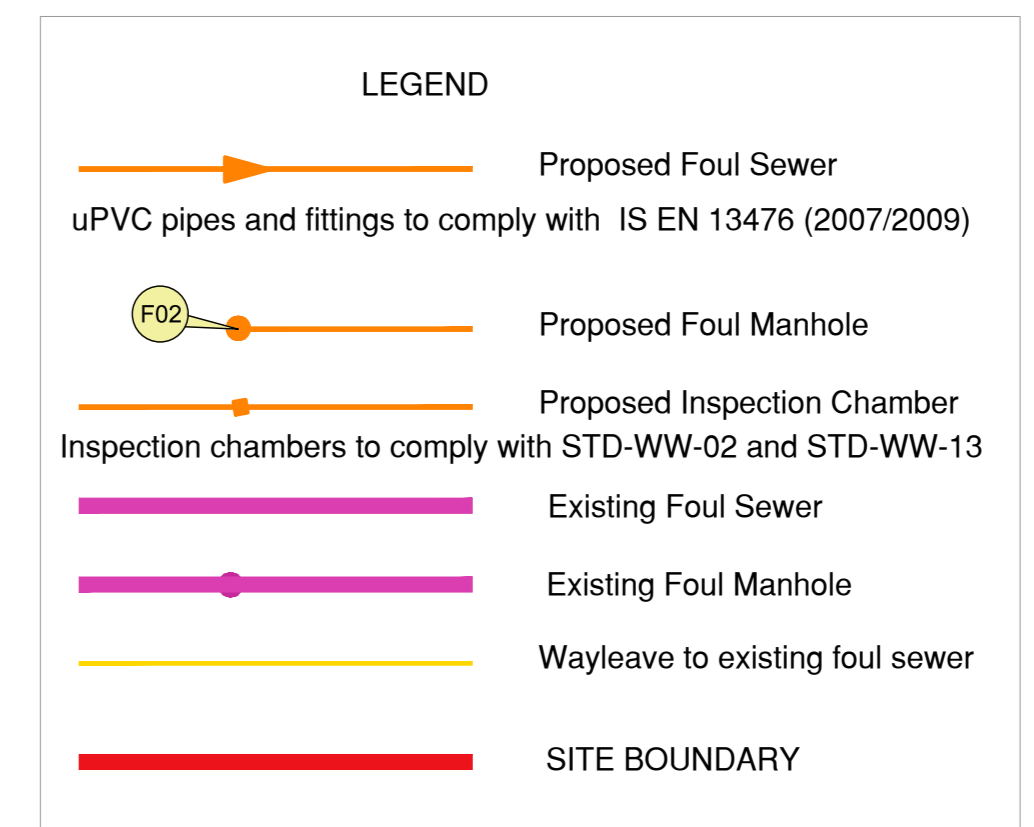 LEGEND
Proposed Foul Sewer
uPVC pipes and fittings to comply with IS EN 13476 (2007/2009)
F02
Proposed Foul Manhole
Proposed Inspection Chamber
Inspection chambers to comply with STD-WW-02 and STD-WW-13
Existing Foul Sewer
Existing Foul Manhole
Wayleave to existing foul sewer
SITE BOUNDARY